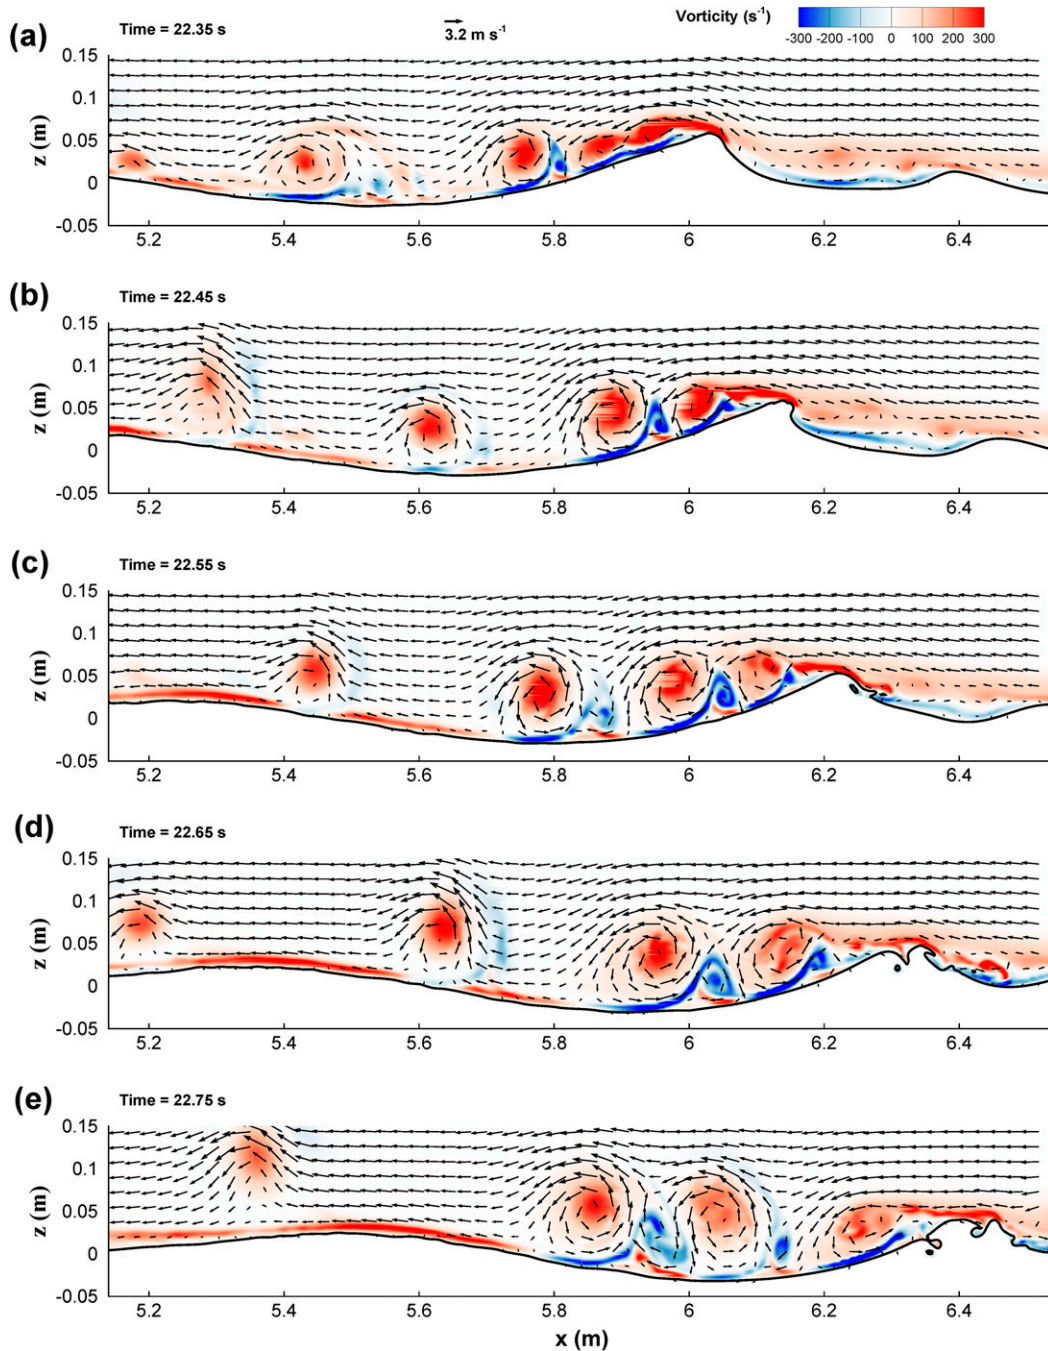 (a)
Time = 22.35 s
3.2 m s-1
Vorticity (s-1)
-300 -200 -100 0 100 200 300
0.15
0.1
0.05
0
-0.05
z (m)
5.2 5.4 5.6 5.8 6 6.2 6.4
(b)
Time = 22.45 s
0.15
0.1
0.05
0
-0.05
z (m)
5.2 5.4 5.6 5.8 6 6.2 6.4
(c)
Time = 22.55 s
0.15
0.1
0.05
0
-0.05
z (m)
5.2 5.4 5.6 5.8 6 6.2 6.4
(d)
Time = 22.65 s
0.15
0.1
0.05
0
-0.05
z (m)
5.2 5.4 5.6 5.8 6 6.2 6.4
(e)
Time = 22.75 s
0.15
0.1
0.05
0
-0.05
z (m)
5.2 5.4 5.6 5.8 6 6.2 6.4
x (m)